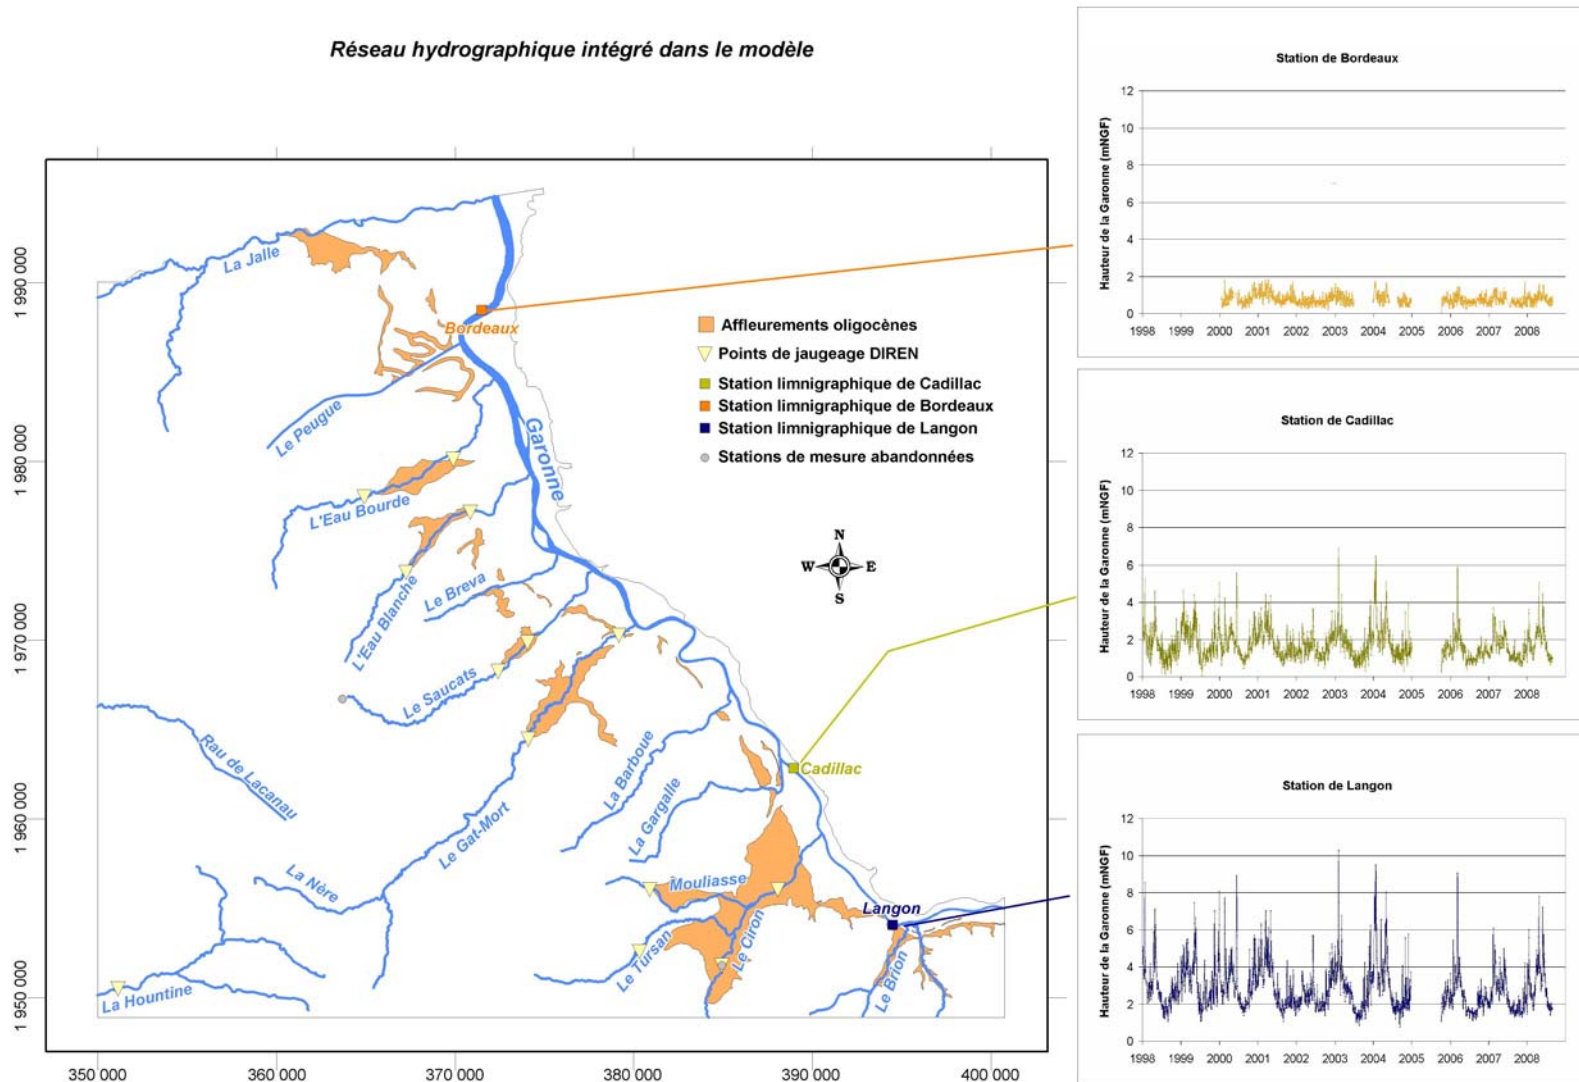 Réseau hydrographique intégré dans le modèle
1 990 000
1 980 000
1 970 000
1 960 000
1 950 000
350 000
360 000
370 000
380 000
390 000
400 000
La Jalle
Bordeaux
Le Peugue
Garonne
L'Eau Bourde
L'Eau Blanche
Le Breva
Le Saucats
Rau de Lacanau
Le Gat-Mort
La Barboue
La Gargalle
Cadillac
La Nère
Mouliasse
Langon
Le Ciron
Le Tursan
Le Brion
La Hountine
Affleurements oligocènes
Points de jaugeage DIREN
Station limnigraphique de Cadillac
Station limnigraphique de Bordeaux
Station limnigraphique de Langon
Stations de mesure abandonnées
N
W
E
S
Station de Bordeaux
Hauteur de la Garonne (mNGF)
12
10
8
6
4
2
0
1998 1999 2000 2001 2002 2003 2004 2005 2006 2007 2008
Station de Cadillac
Hauteur de la Garonne (mNGF)
12
10
8
6
4
2
0
1998 1999 2000 2001 2002 2003 2004 2005 2006 2007 2008
Station de Langon
Hauteur de la Garonne (mNGF)
12
10
8
6
4
2
0
1998 1999 2000 2001 2002 2003 2004 2005 2006 2007 2008